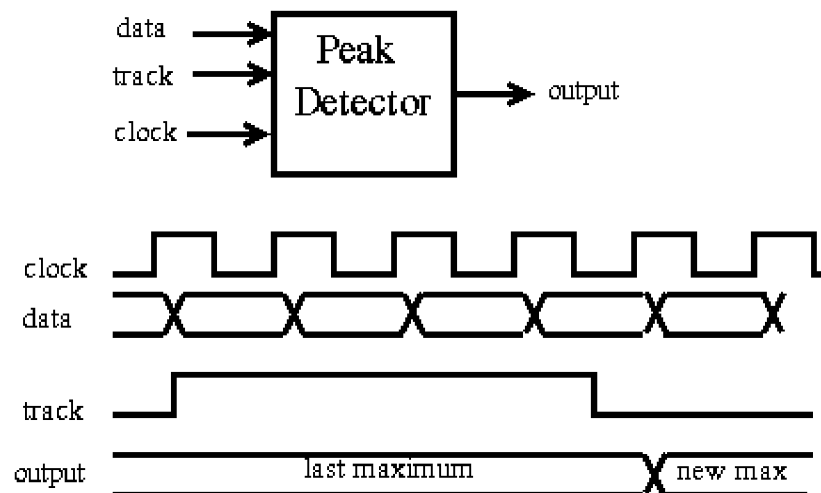 data
track
clock
Peak
Detector
output
clock
data
track
output
last maximum
new max